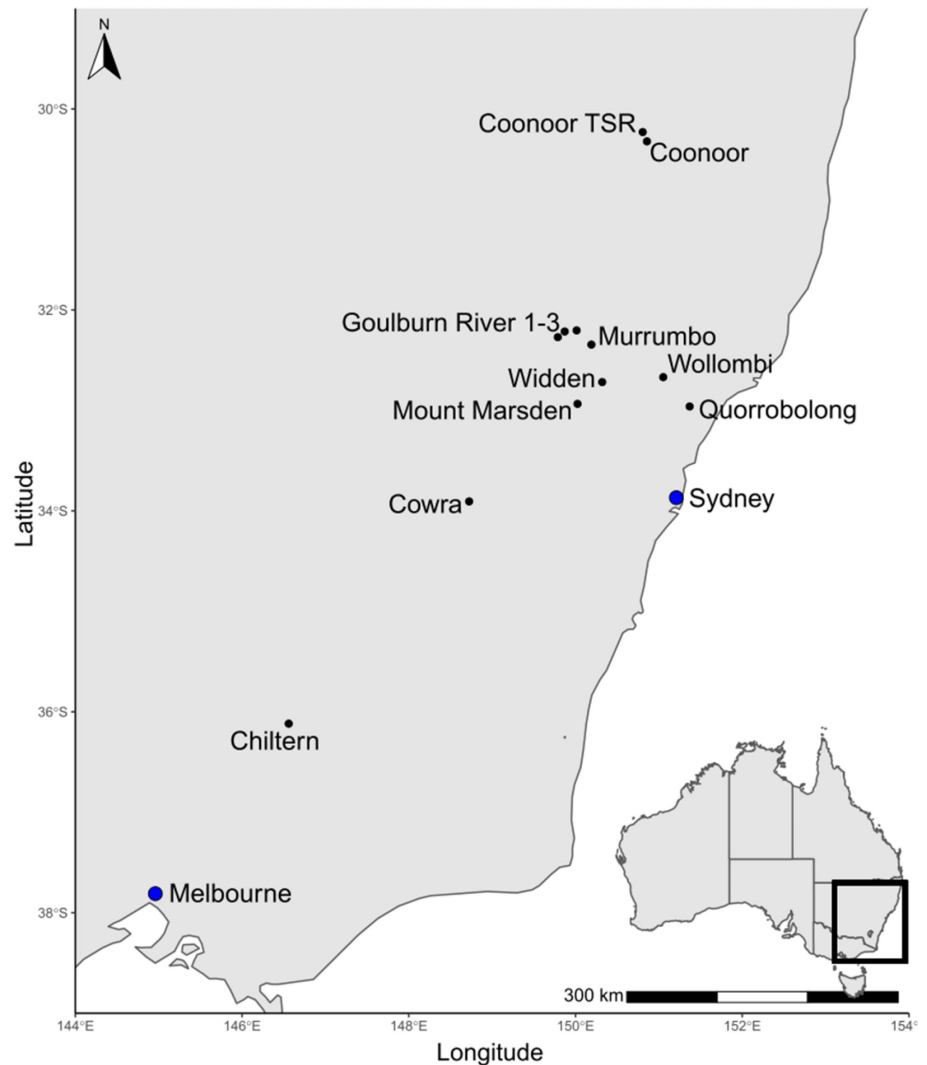 N
30°S
Coonoor TSR
Coonoor
32°S
Goulburn River 1-3
Murrumbo
Wollombi
Widden
Mount Marsden
Quorrobolong
34°S
Cowra
Sydney
Latitude
36°S
Chiltern
Melbourne
38°S
300 km
144°E
146°E
148°E
150°E
152°E
154°
Longitude